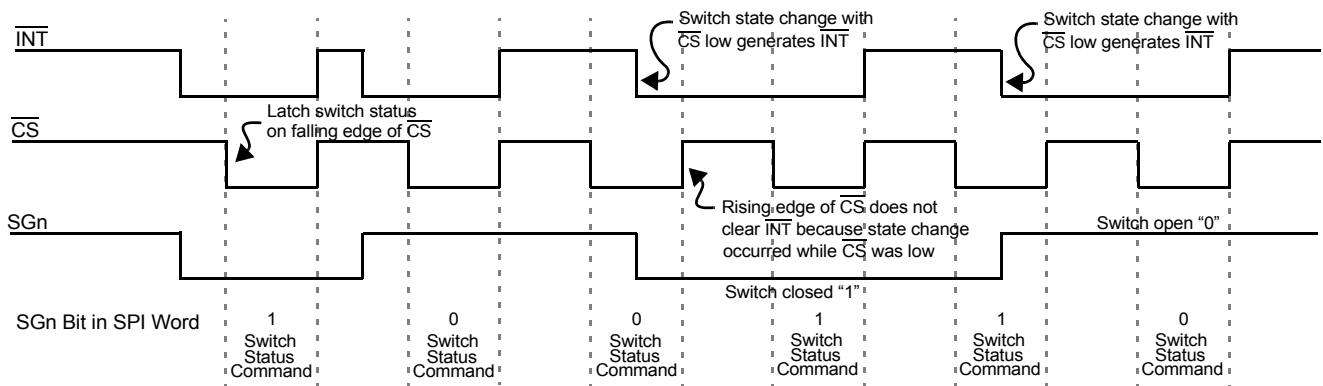 INT
Switch state change with
CS low generates INT
Switch state change with
CS low generates INT
Latch switch status
on falling edge of CS
CS
Rising edge of CS does not
clear INT because state change
occurred while CS was low
SGn
Switch open “0”
Switch closed “1”
SGn Bit in SPI Word
1 0 0 1 1 0
Switch Switch Switch Switch Switch Switch
Status Status Status Status Status Status
Command Command Command Command Command Command